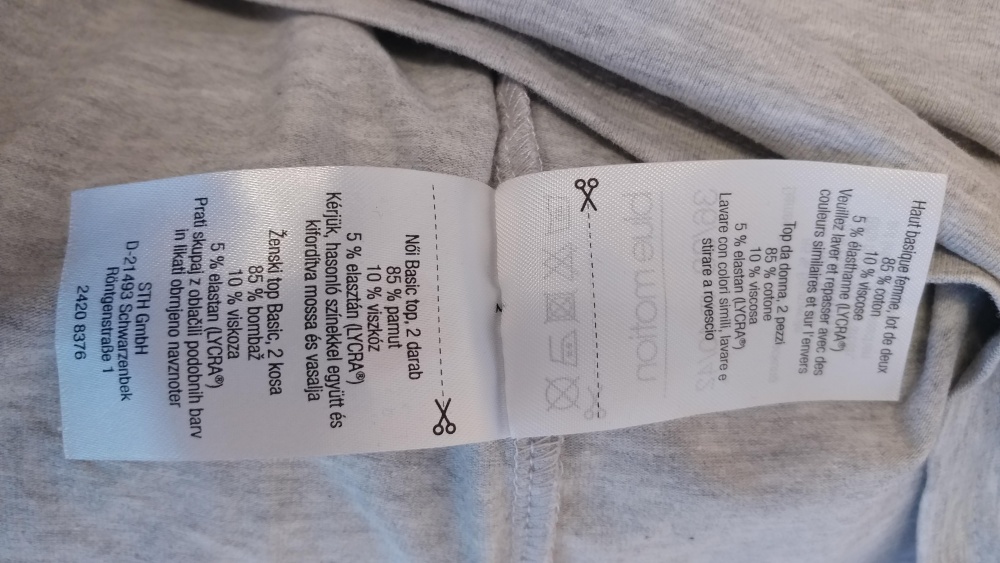 Haut basique femme, lot de deux
85 % coton
10 % viscose
5 % élasthanne (LYCRA®)
Veuillez laver et repasser avec des
couleurs similaires et sur l'envers
Top da donna, 2 pezzi
85 % cotone
10 % viscosa
5 % elastan (LYCRA®)
Lavare con colori simili, lavare e
stirare a rovescio
Női Basic top, 2 darab
85 % pamut
10 % viszkóz
5 % elasztán (LYCRA®)
Kérjük, hasonló színekkel együtt és
kifordítva mossa és vasalja
Ženski top Basic, 2 kosa
85 % bombaž
10 % viskoza
5 % elastan (LYCRA®)
Prati skupaj z oblačili podobnih barv
in likati obrnjeno navznoter
STH GmbH
D-21493 Schwarzenbek
Röntgenstraße 1
2420 8376